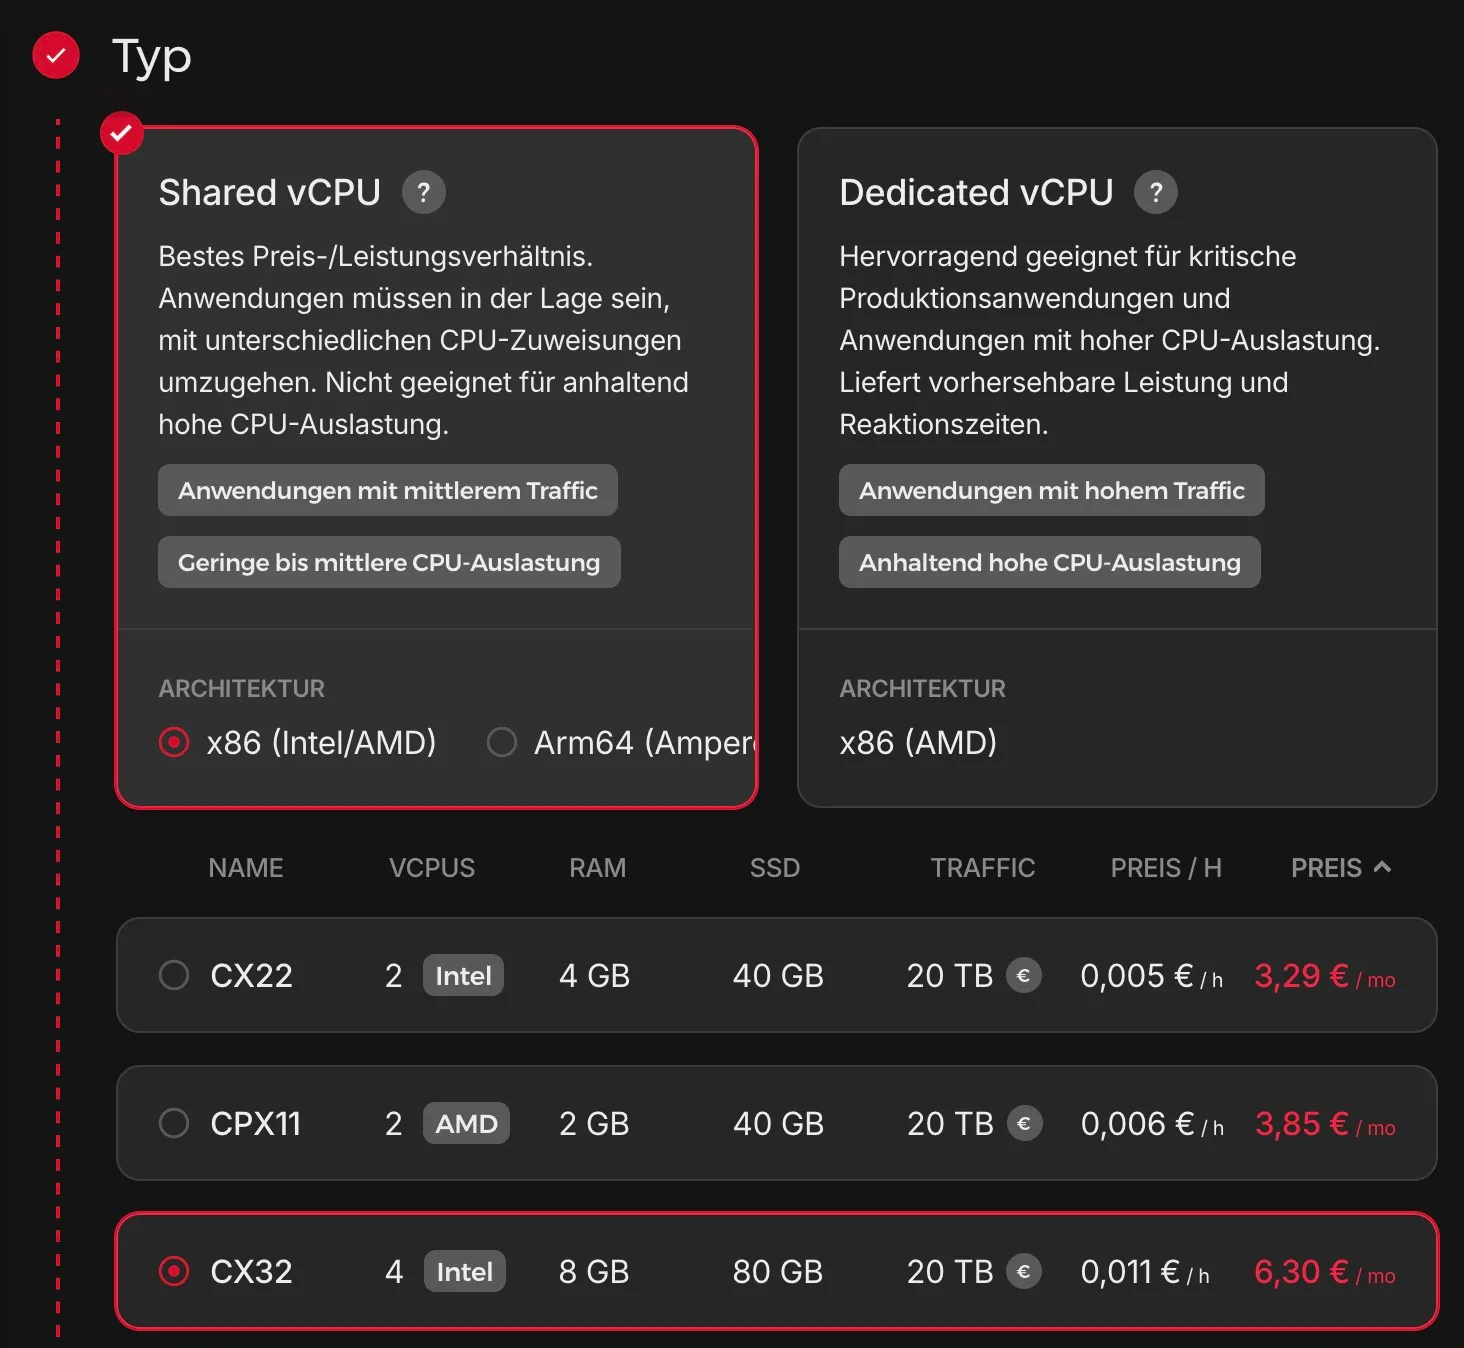 Typ
Shared vCPU ?
Bestes Preis-/Leistungsverhältnis.
Anwendungen müssen in der Lage sein,
mit unterschiedlichen CPU-Zuweisungen
umzugehen. Nicht geeignet für anhaltend
hohe CPU-Auslastung.
Anwendungen mit mittlerem Traffic
Geringe bis mittlere CPU-Auslastung
ARCHITEKTUR
x86 (Intel/AMD) Arm64 (Ampere
Dedicated vCPU ?
Hervorragend geeignet für kritische
Produktionsanwendungen und
Anwendungen mit hoher CPU-Auslastung.
Liefert vorhersehbare Leistung und
Reaktionszeiten.
Anwendungen mit hohem Traffic
Anhaltend hohe CPU-Auslastung
ARCHITEKTUR
x86 (AMD)
NAME VCPUS RAM SSD TRAFFIC PREIS / H PREIS
CX22 2 Intel 4 GB 40 GB 20 TB € 0,005 € / h 3,29 € / mo
CPX11 2 AMD 2 GB 40 GB 20 TB € 0,006 € / h 3,85 € / mo
CX32 4 Intel 8 GB 80 GB 20 TB € 0,011 € / h 6,30 € / mo